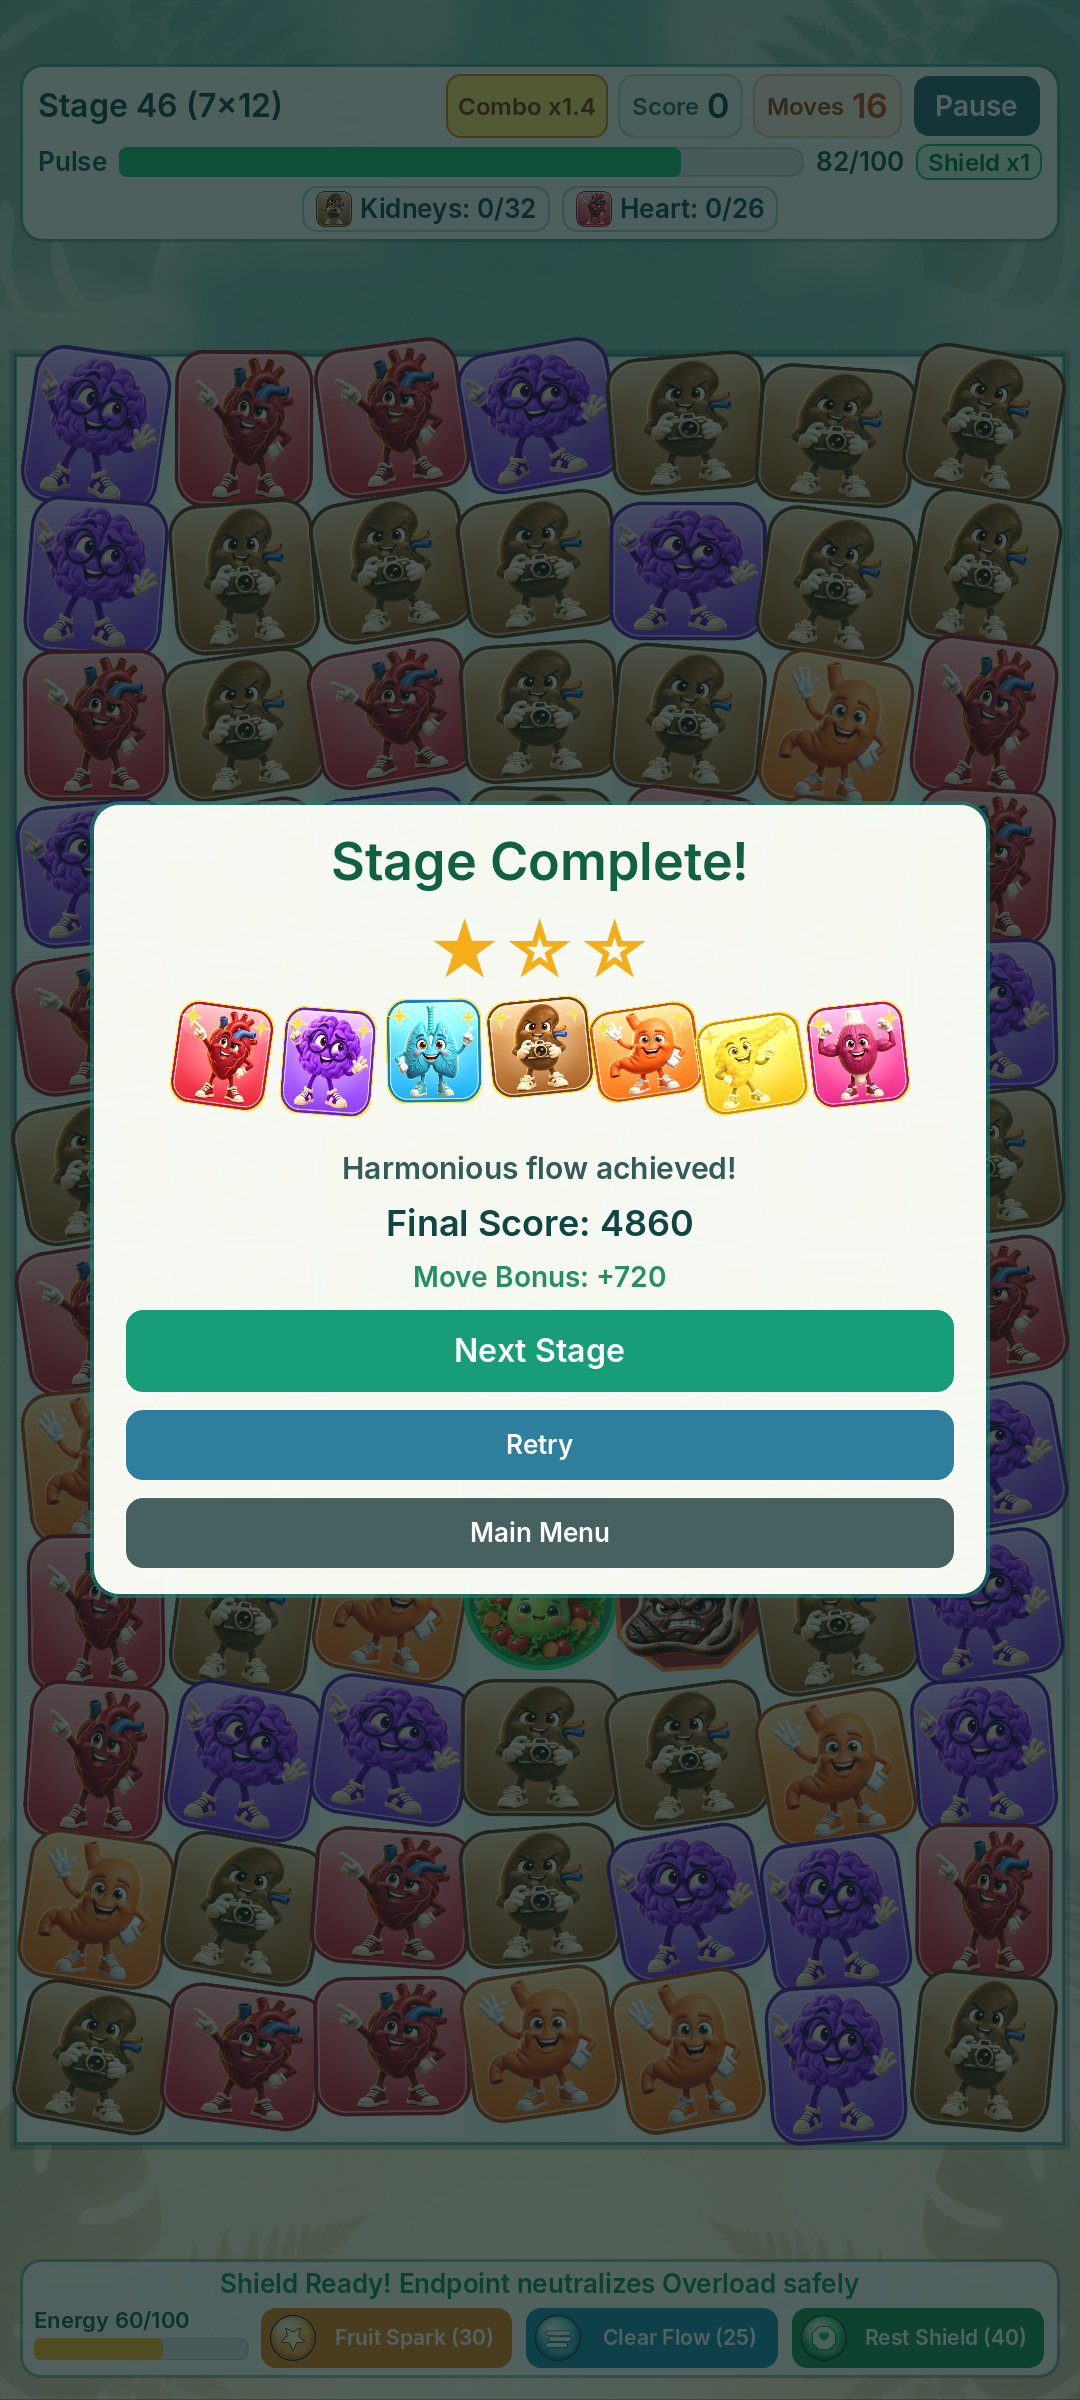 Stage 46 (7×12)
Combo x1.4
Score 0
Moves 16
Pause
Pulse
82/100
Shield x1
Kidneys: 0/32
Heart: 0/26
Stage Complete!
Harmonious flow achieved!
Final Score: 4860
Move Bonus: +720
Next Stage
Retry
Main Menu
Shield Ready! Endpoint neutralizes Overload safely
Energy 60/100
Fruit Spark (30)
Clear Flow (25)
Rest Shield (40)